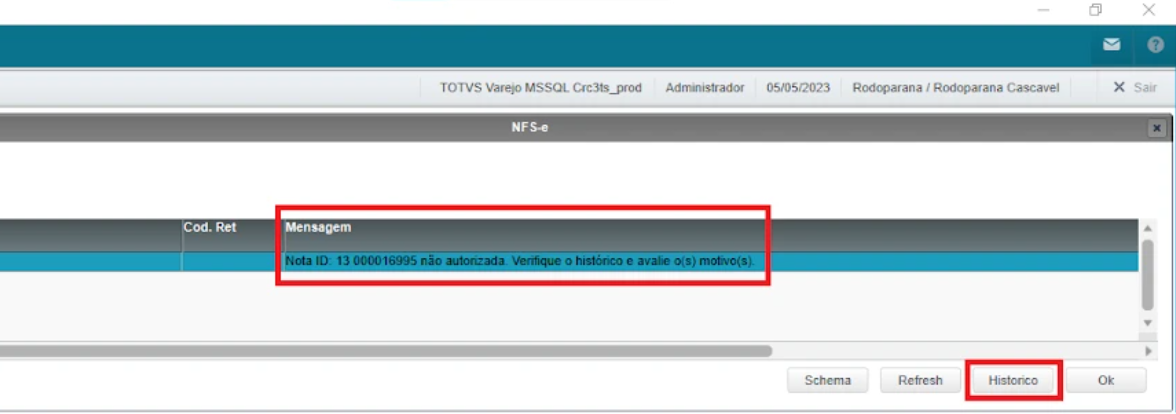 TOTVS Varejo MSSQL Crc3ts_prod Administrador 05/05/2023 Rodoparana / Rodoparana Cascavel Sair
NFS-e
Cod. Ret Mensagem
Nota ID: 13 000016995 não autorizada. Verifique o histórico e avalie o(s) motivo(s).
Schema Refresh Historico Ok